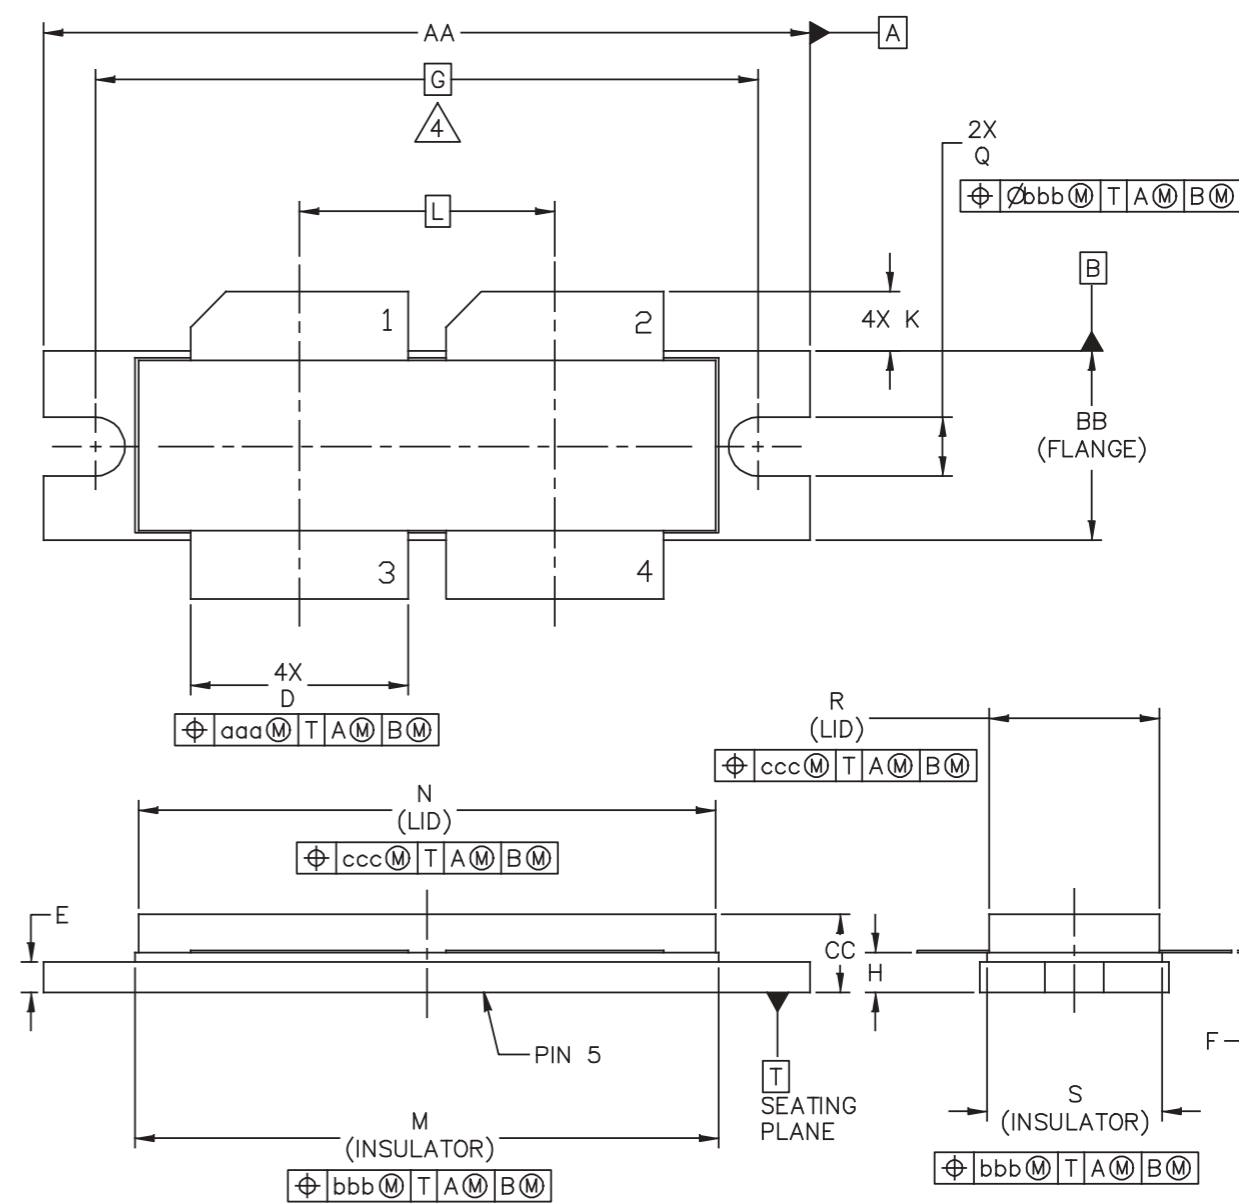 AA
A
G
4
2X
Q
⌖ Øbbb Ⓜ T A Ⓜ B Ⓜ
L
B
1
2
4X K
BB
(FLANGE)
3
4
4X
D
⌖ aaa Ⓜ T A Ⓜ B Ⓜ
R
(LID)
⌖ ccc Ⓜ T A Ⓜ B Ⓜ
N
(LID)
⌖ ccc Ⓜ T A Ⓜ B Ⓜ
E
CC
H
PIN 5
F
T
SEATING
PLANE
M
(INSULATOR)
⌖ bbb Ⓜ T A Ⓜ B Ⓜ
S
(INSULATOR)
⌖ bbb Ⓜ T A Ⓜ B Ⓜ